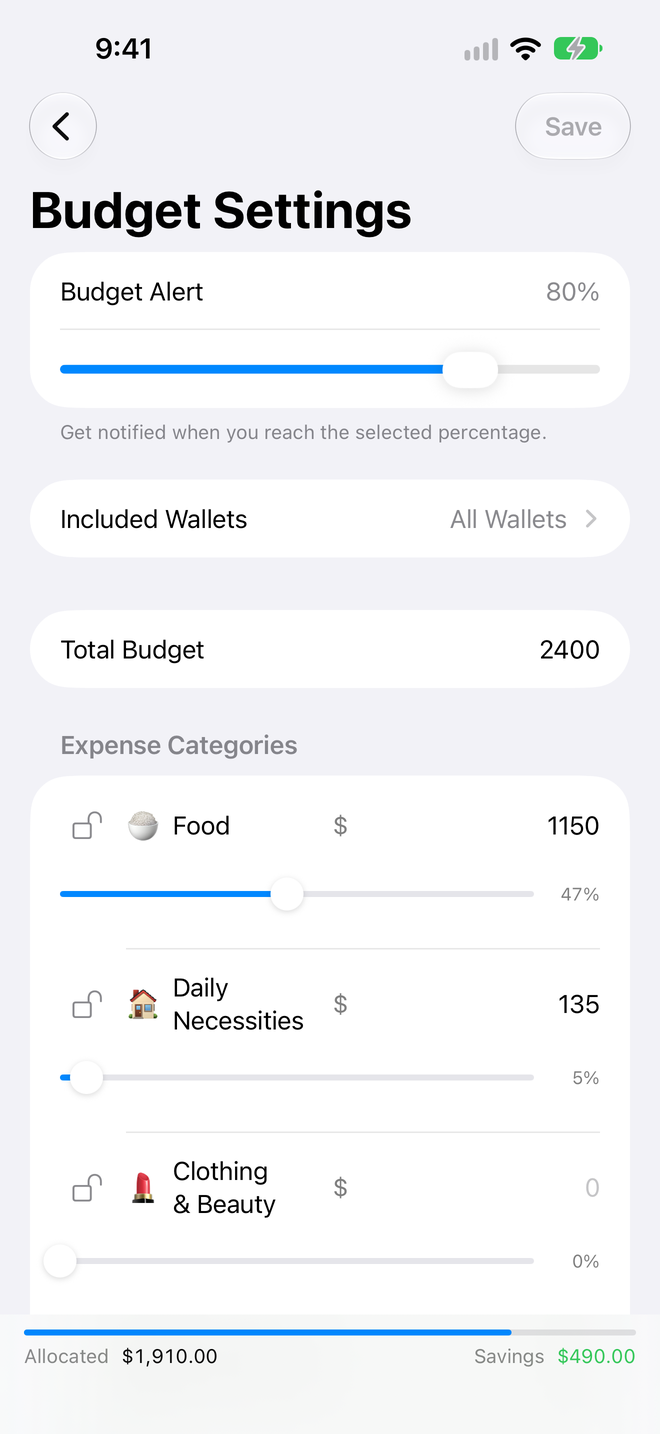 9:41
Save
Budget Settings
Budget Alert 80%
Get notified when you reach the selected percentage.
Included Wallets All Wallets
Total Budget 2400
Expense Categories
Food $ 1150
47%
Daily
Necessities $ 135
5%
Clothing
& Beauty $ 0
0%
Allocated $1,910.00 Savings $490.00